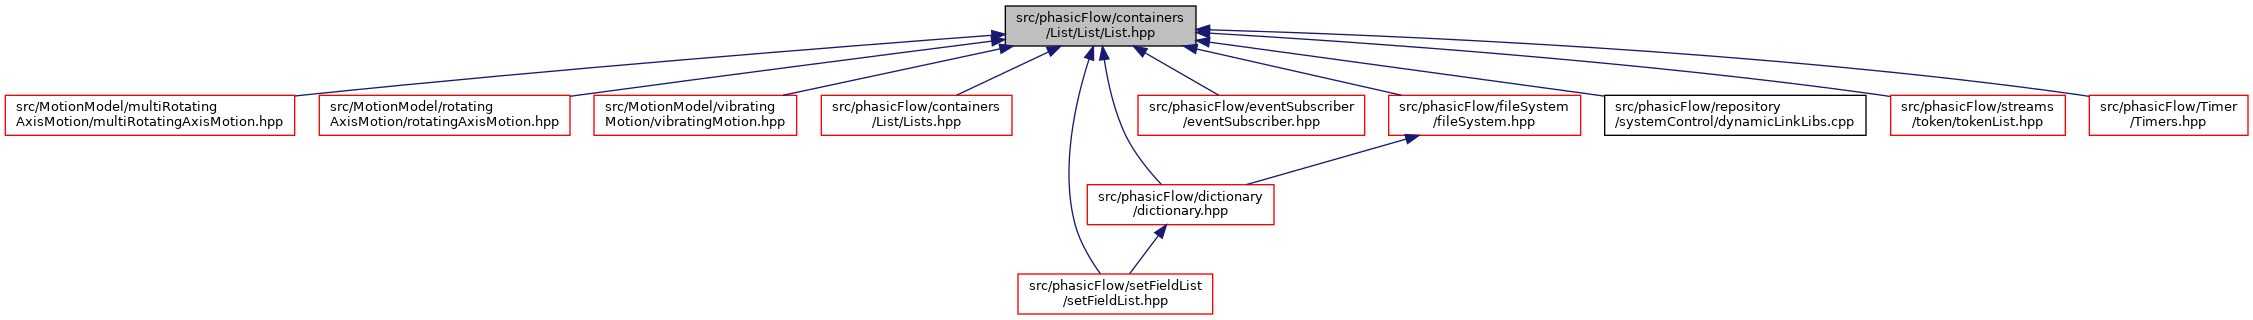 src/phasicFlow/containers
/List/List/List.hpp
src/MotionModel/multiRotating
AxisMotion/multiRotatingAxisMotion.hpp
src/MotionModel/rotating
AxisMotion/rotatingAxisMotion.hpp
src/MotionModel/vibrating
Motion/vibratingMotion.hpp
src/phasicFlow/containers
/List/Lists.hpp
src/phasicFlow/eventSubscriber
/eventSubscriber.hpp
src/phasicFlow/fileSystem
/fileSystem.hpp
src/phasicFlow/repository
/systemControl/dynamicLinkLibs.cpp
src/phasicFlow/streams
/token/tokenList.hpp
src/phasicFlow/Timer
/Timers.hpp
src/phasicFlow/dictionary
/dictionary.hpp
src/phasicFlow/setFieldList
/setFieldList.hpp